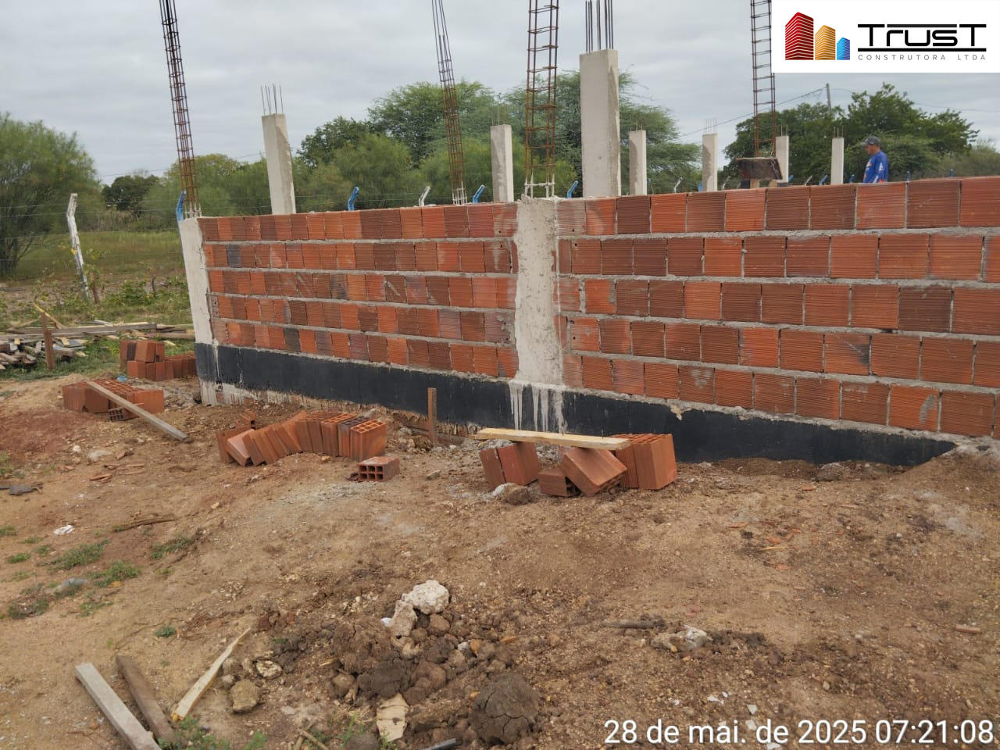 TRUST
CONSTRUTORA LTDA
28 de mai. de 2025 07:21:08